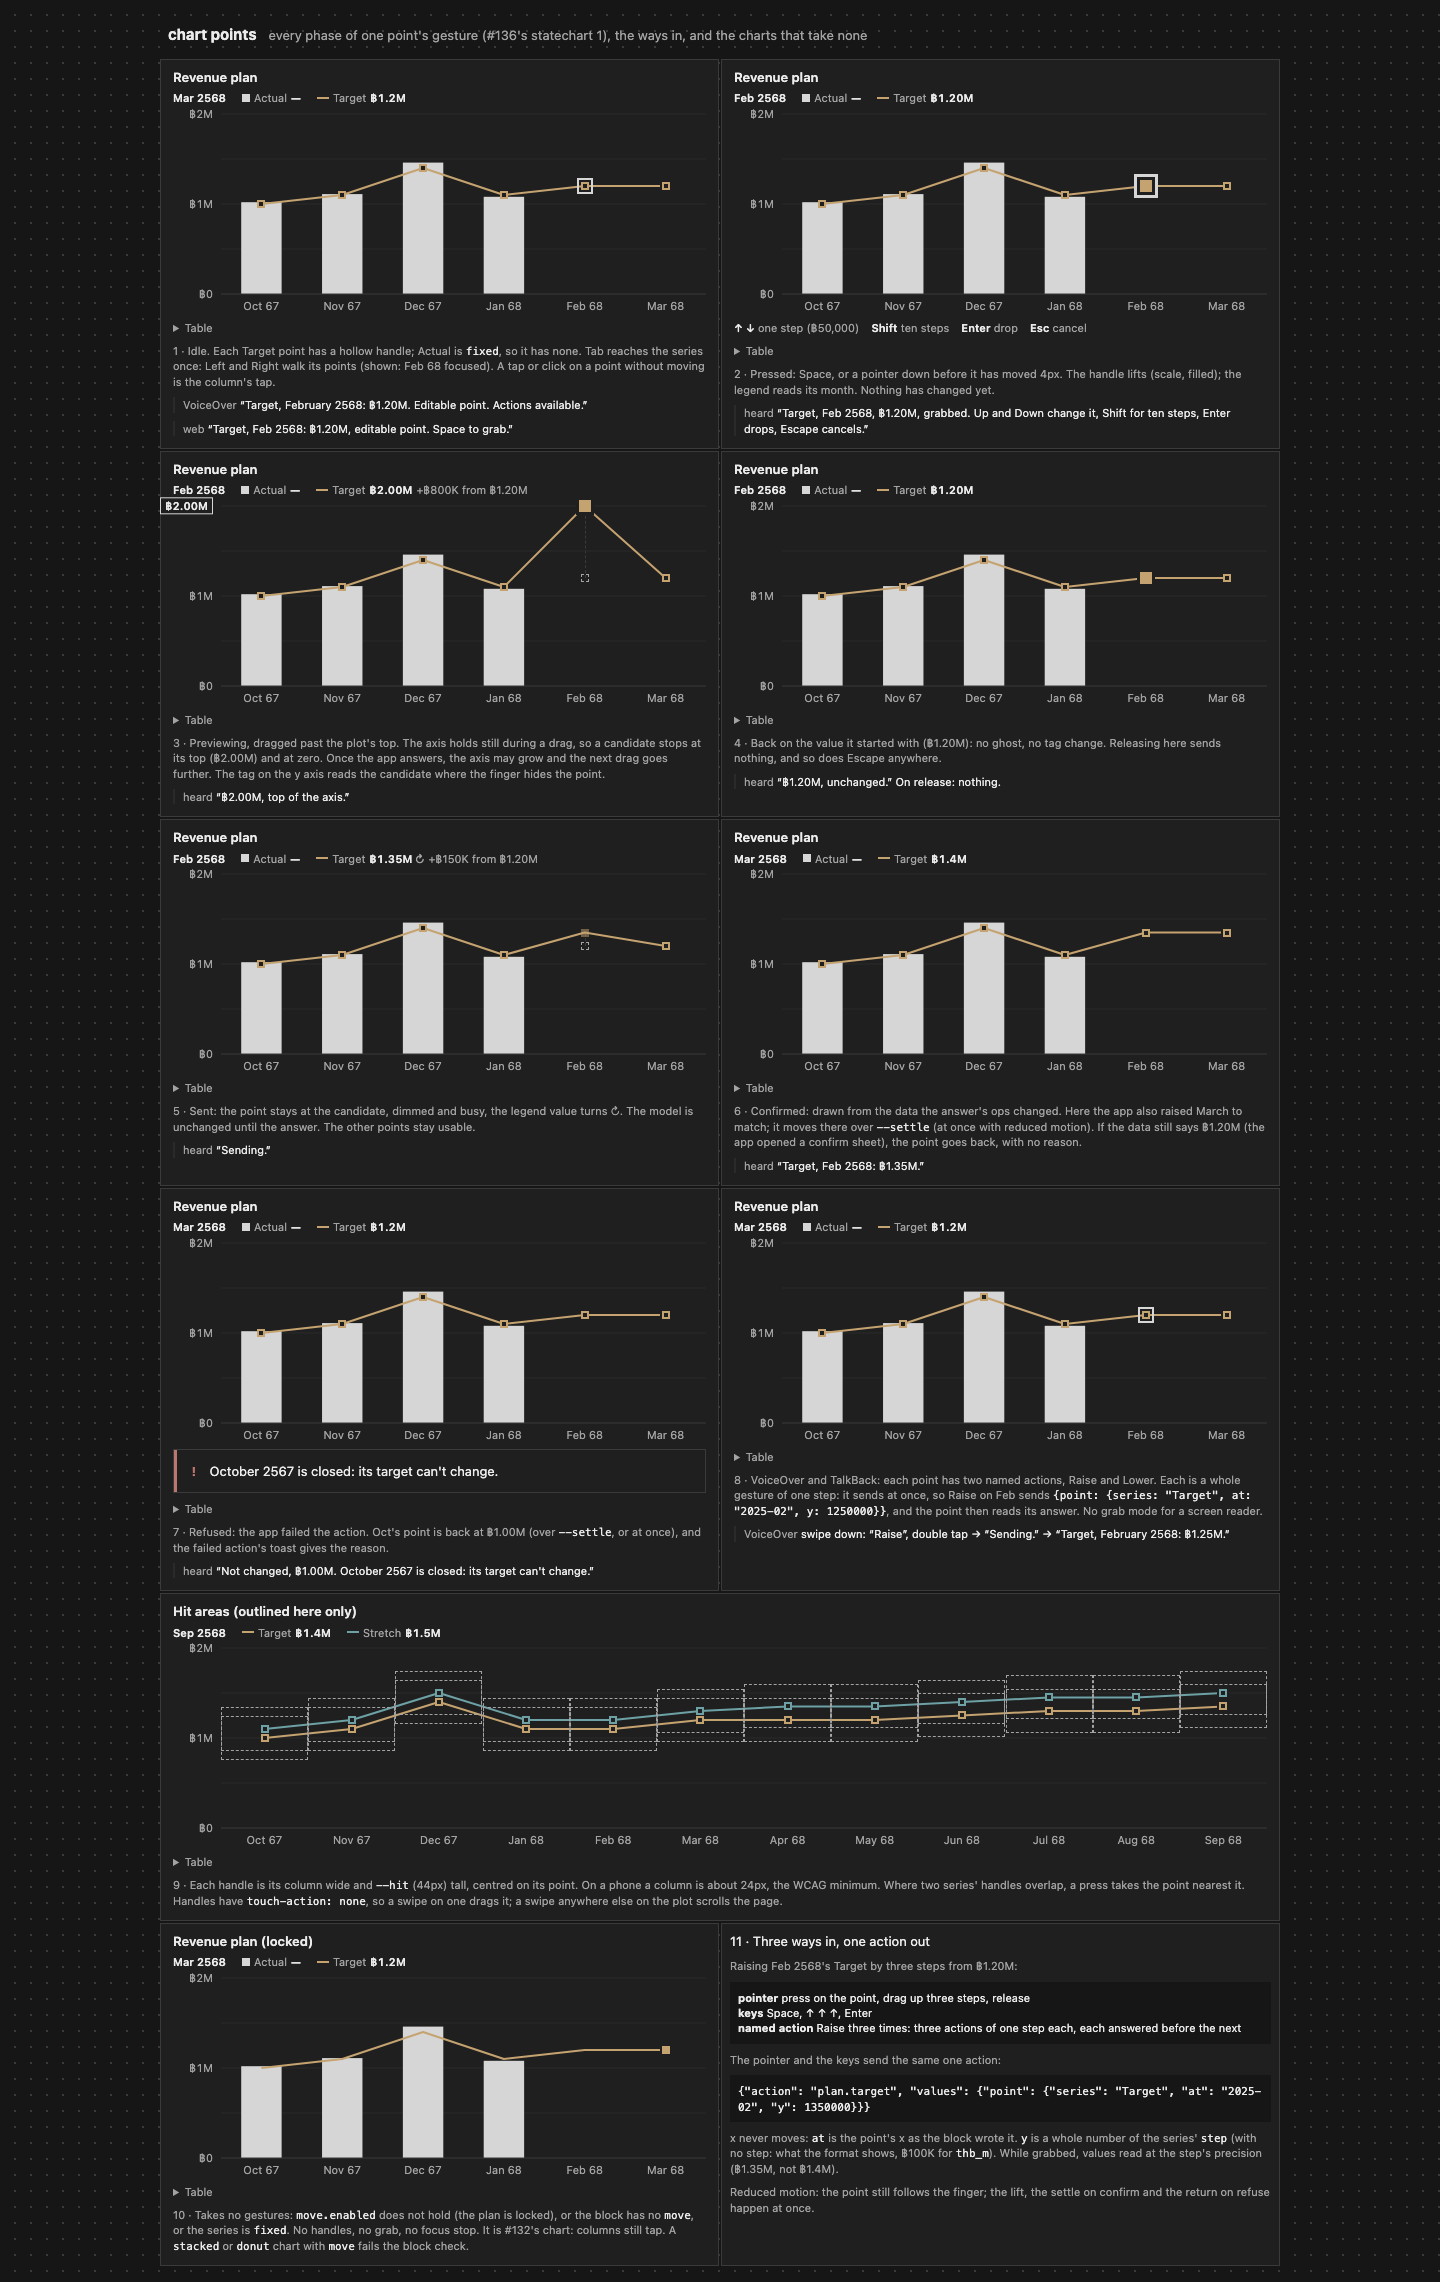 chart points every phase of one point's gesture (#136's statechart 1), the ways in, and the charts that take none
Revenue plan
Mar 2568 Actual — Target ฿1.2M
฿2M
฿1M
฿0
Oct 67 Nov 67 Dec 67 Jan 68 Feb 68 Mar 68
▶ Table
1 · Idle. Each Target point has a hollow handle; Actual is fixed, so it has none. Tab reaches the series
once: Left and Right walk its points (shown: Feb 68 focused). A tap or click on a point without moving
is the column's tap.
VoiceOver “Target, February 2568: ฿1.20M. Editable point. Actions available.”
web “Target, Feb 2568: ฿1.20M, editable point. Space to grab.”
Revenue plan
Feb 2568 Actual — Target ฿1.20M
฿2M
฿1M
฿0
Oct 67 Nov 67 Dec 67 Jan 68 Feb 68 Mar 68
↑ ↓ one step (฿50,000) Shift ten steps Enter drop Esc cancel
▶ Table
2 · Pressed: Space, or a pointer down before it has moved 4px. The handle lifts (scale, filled); the
legend reads its month. Nothing has changed yet.
heard “Target, Feb 2568, ฿1.20M, grabbed. Up and Down change it, Shift for ten steps, Enter
drops, Escape cancels.”
Revenue plan
Feb 2568 Actual — Target ฿2.00M +฿800K from ฿1.20M
฿2.00M
฿1M
฿0
Oct 67 Nov 67 Dec 67 Jan 68 Feb 68 Mar 68
▶ Table
3 · Previewing, dragged past the plot's top. The axis holds still during a drag, so a candidate stops at
its top (฿2.00M) and at zero. Once the app answers, the axis may grow and the next drag goes
further. The tag on the y axis reads the candidate where the finger hides the point.
heard “฿2.00M, top of the axis.”
Revenue plan
Feb 2568 Actual — Target ฿1.20M
฿2M
฿1M
฿0
Oct 67 Nov 67 Dec 67 Jan 68 Feb 68 Mar 68
▶ Table
4 · Back on the value it started with (฿1.20M): no ghost, no tag change. Releasing here sends
nothing, and so does Escape anywhere.
heard “฿1.20M, unchanged.” On release: nothing.
Revenue plan
Feb 2568 Actual — Target ฿1.35M ↻ +฿150K from ฿1.20M
฿2M
฿1M
฿0
Oct 67 Nov 67 Dec 67 Jan 68 Feb 68 Mar 68
▶ Table
5 · Sent: the point stays at the candidate, dimmed and busy, the legend value turns ↻. The model is
unchanged until the answer. The other points stay usable.
heard “Sending.”
Revenue plan
Mar 2568 Actual — Target ฿1.4M
฿2M
฿1M
฿0
Oct 67 Nov 67 Dec 67 Jan 68 Feb 68 Mar 68
▶ Table
6 · Confirmed: drawn from the data the answer's ops changed. Here the app also raised March to
match; it moves there over --settle (at once with reduced motion). If the data still says ฿1.20M (the
app opened a confirm sheet), the point goes back, with no reason.
heard “Target, Feb 2568: ฿1.35M.”
Revenue plan
Mar 2568 Actual — Target ฿1.2M
฿2M
฿1M
฿0
Oct 67 Nov 67 Dec 67 Jan 68 Feb 68 Mar 68
! October 2567 is closed: its target can't change.
▶ Table
7 · Refused: the app failed the action. Oct's point is back at ฿1.00M (over --settle, or at once), and
the failed action's toast gives the reason.
heard “Not changed, ฿1.00M. October 2567 is closed: its target can't change.”
Revenue plan
Mar 2568 Actual — Target ฿1.2M
฿2M
฿1M
฿0
Oct 67 Nov 67 Dec 67 Jan 68 Feb 68 Mar 68
▶ Table
8 · VoiceOver and TalkBack: each point has two named actions, Raise and Lower. Each is a whole
gesture of one step: it sends at once, so Raise on Feb sends {point: {series: "Target", at:
"2025-02", y: 1250000}}, and the point then reads its answer. No grab mode for a screen reader.
VoiceOver swipe down: “Raise”, double tap → “Sending.” → “Target, February 2568: ฿1.25M.”
Hit areas (outlined here only)
Sep 2568 Target ฿1.4M Stretch ฿1.5M
฿2M
฿1M
฿0
Oct 67 Nov 67 Dec 67 Jan 68 Feb 68 Mar 68 Apr 68 May 68 Jun 68 Jul 68 Aug 68 Sep 68
▶ Table
9 · Each handle is its column wide and --hit (44px) tall, centred on its point. On a phone a column is about 24px, the WCAG minimum. Where two series' handles overlap, a press takes the point nearest it.
Handles have touch-action: none, so a swipe on one drags it; a swipe anywhere else on the plot scrolls the page.
Revenue plan (locked)
Mar 2568 Actual — Target ฿1.2M
฿2M
฿1M
฿0
Oct 67 Nov 67 Dec 67 Jan 68 Feb 68 Mar 68
▶ Table
10 · Takes no gestures: move.enabled does not hold (the plan is locked), or the block has no move,
or the series is fixed. No handles, no grab, no focus stop. It is #132's chart: columns still tap. A
stacked or donut chart with move fails the block check.
11 · Three ways in, one action out
Raising Feb 2568's Target by three steps from ฿1.20M:
pointer press on the point, drag up three steps, release
keys Space, ↑ ↑ ↑, Enter
named action Raise three times: three actions of one step each, each answered before the next
The pointer and the keys send the same one action:
{"action": "plan.target", "values": {"point": {"series": "Target", "at": "2025-
02", "y": 1350000}}}
x never moves: at is the point's x as the block wrote it. y is a whole number of the series' step (with
no step: what the format shows, ฿100K for thb_m). While grabbed, values read at the step's precision
(฿1.35M, not ฿1.4M).
Reduced motion: the point still follows the finger; the lift, the settle on confirm and the return on refuse
happen at once.